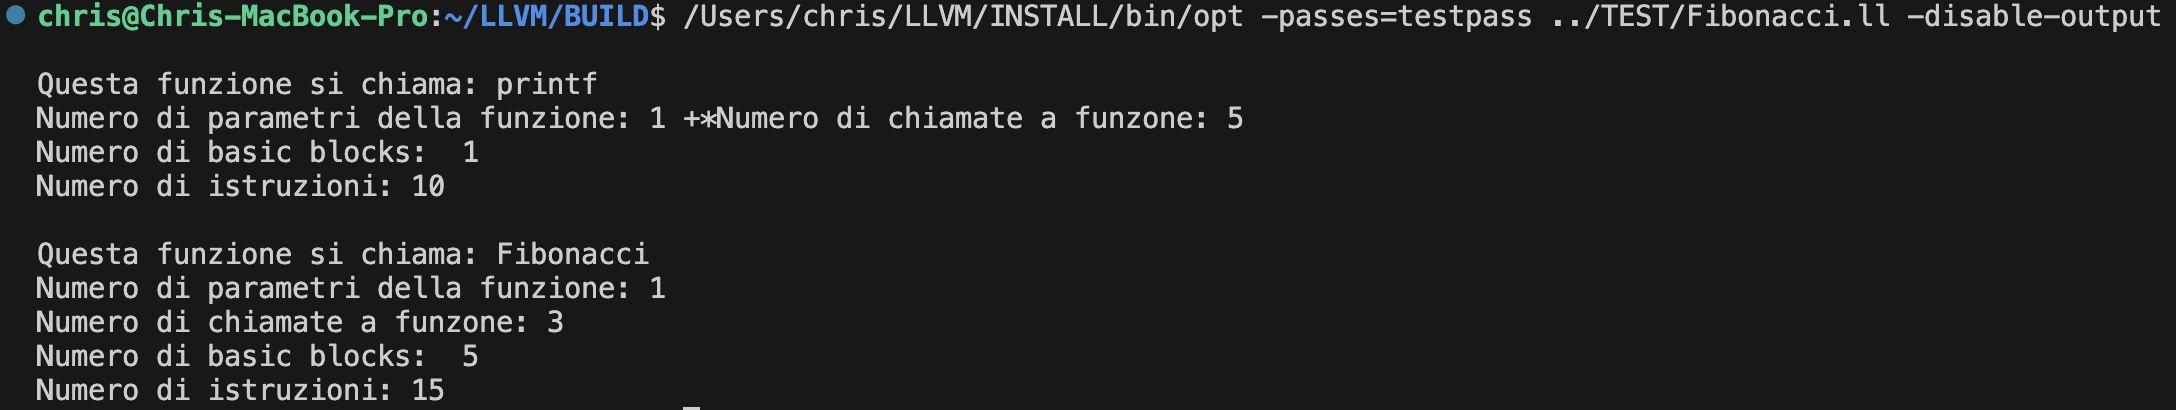 chris@Chris-MacBook-Pro:~/LLVM/BUILD$ /Users/chris/LLVM/INSTALL/bin/opt -passes=testpass ../TEST/Fibonacci.ll -disable-output
Questa funzione si chiama: printf
Numero di parametri della funzione: 1 +*Numero di chiamate a funzone: 5
Numero di basic blocks:  1
Numero di istruzioni: 10
Questa funzione si chiama: Fibonacci
Numero di parametri della funzione: 1
Numero di chiamate a funzone: 3
Numero di basic blocks:  5
Numero di istruzioni: 15